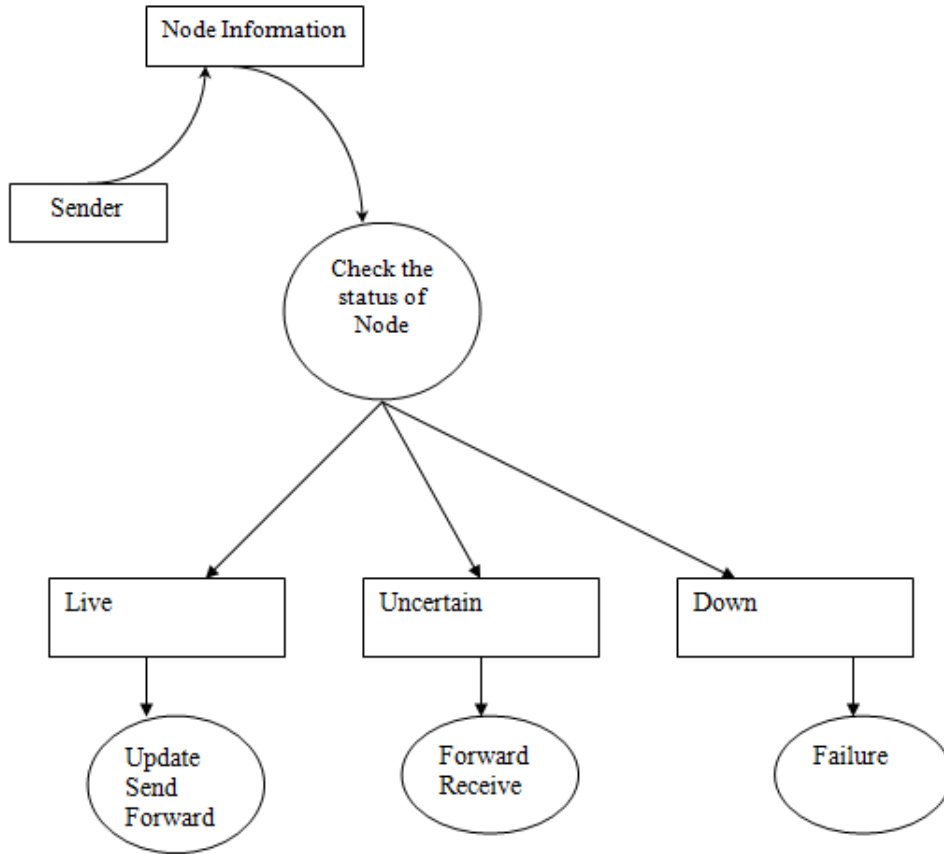 Node Information
Sender
Check the
status of
Node
Live
Uncertain
Down
Update
Send
Forward
Forward
Receive
Failure